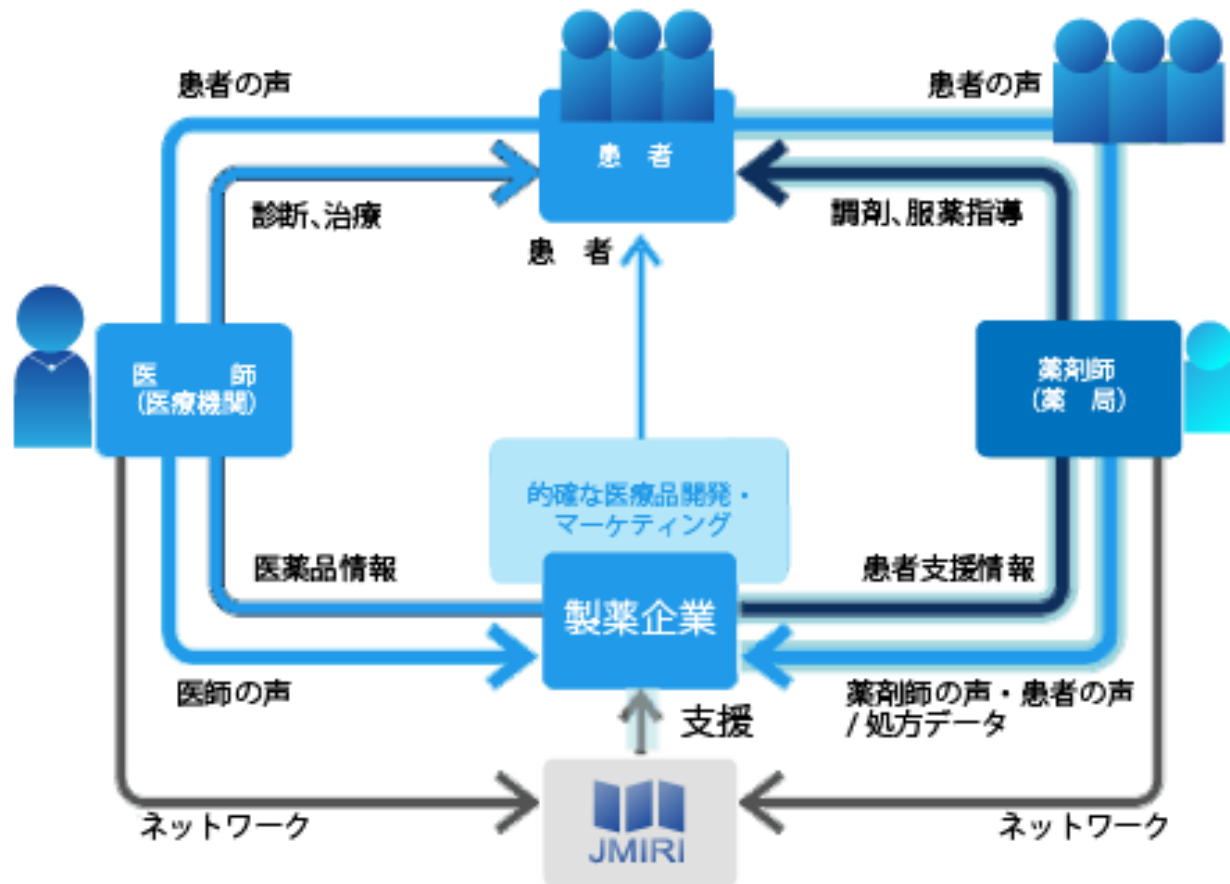 患者の声
患者の声
患　者
診断、治療
調剤、服薬指導
患　者
医　　師
（医療機関）
薬剤師
（薬　局）
的確な医療品開発・
マーケティング
医薬品情報
患者支援情報
製薬企業
医師の声
薬剤師の声・患者の声
/ 処方データ
支援
ネットワーク
ネットワーク
JMIRI